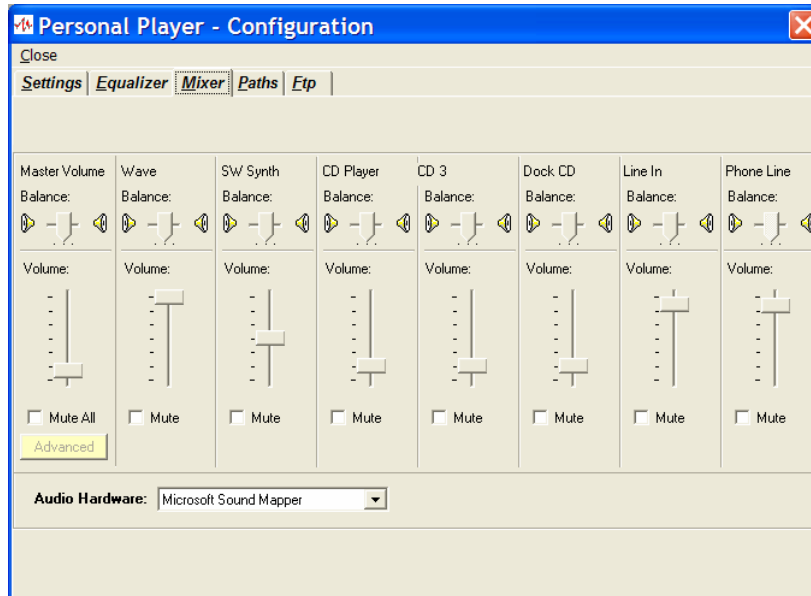 Personal Player - Configuration
Close
Settings Equalizer Mixer Paths Ftp
Master Volume Wave SW Synth CD Player CD 3 Dock CD Line In Phone Line
Balance: Balance: Balance: Balance: Balance: Balance: Balance: Balance:
Volume: Volume: Volume: Volume: Volume: Volume: Volume: Volume:
Mute All Mute Mute Mute Mute Mute Mute Mute
Advanced
Audio Hardware: Microsoft Sound Mapper